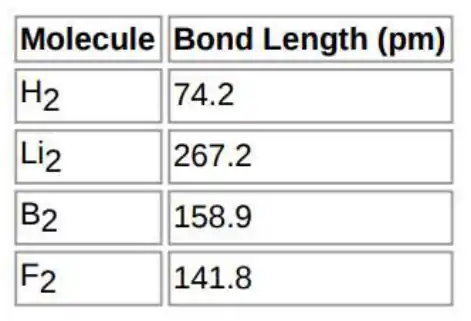 Molecule Bond Length (pm)
H2 74.2
Li2 267.2
B2 158.9
F2 141.8